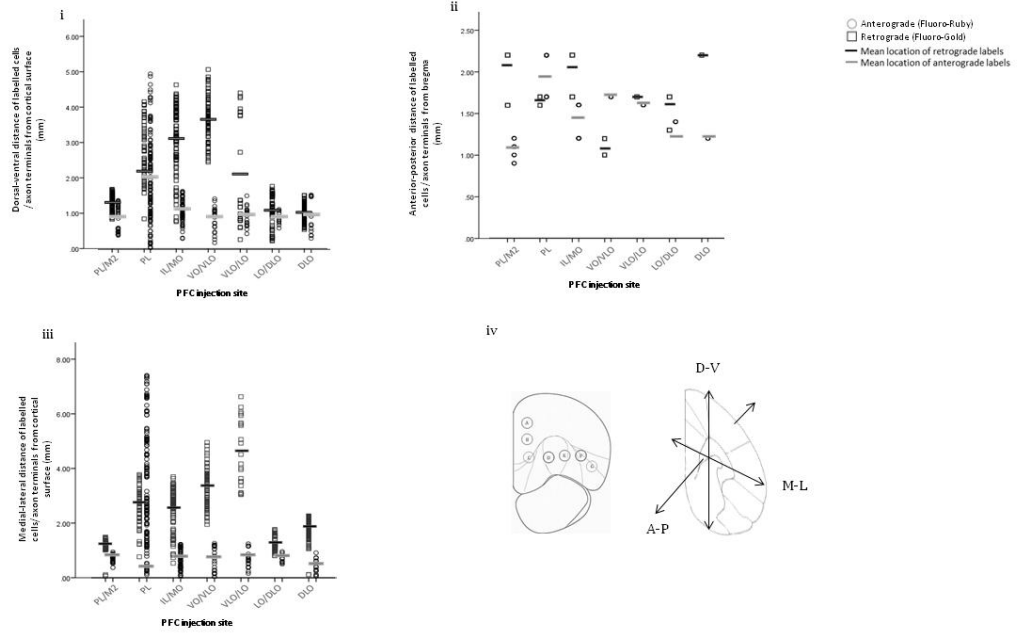 i
Dorsal-ventral distance of labelled cells
/axon terminals from cortical surface
(mm)
6.00
5.00
4.00
3.00
2.00
1.00
.00
PL/M2
PL
IL/MO
VO/VLO
VLO/LO
LO/DLO
DLO
PFC injection site
ii
Anterior-posterior distance of labelled
cells/axon terminals from bregma
(mm)
2.50
2.00
1.50
1.00
.50
.00
PL/M2
PL
IL/MO
VO/VLO
VLO/LO
LO/DLO
DLO
PFC injection site
Anterograde (Fluoro-Ruby)
Retrograde (Fluoro-Gold)
Mean location of retrograde labels
Mean location of anterograde labels
iii
Medial-lateral distance of labelled
cells/axon terminals from cortical
surface (mm)
8.00
6.00
4.00
2.00
.00
PL/M2
PL
IL/MO
VO/VLO
VLO/LO
LO/DLO
DLO
PFC injection site
iv
A
D-V
M-L
A-P